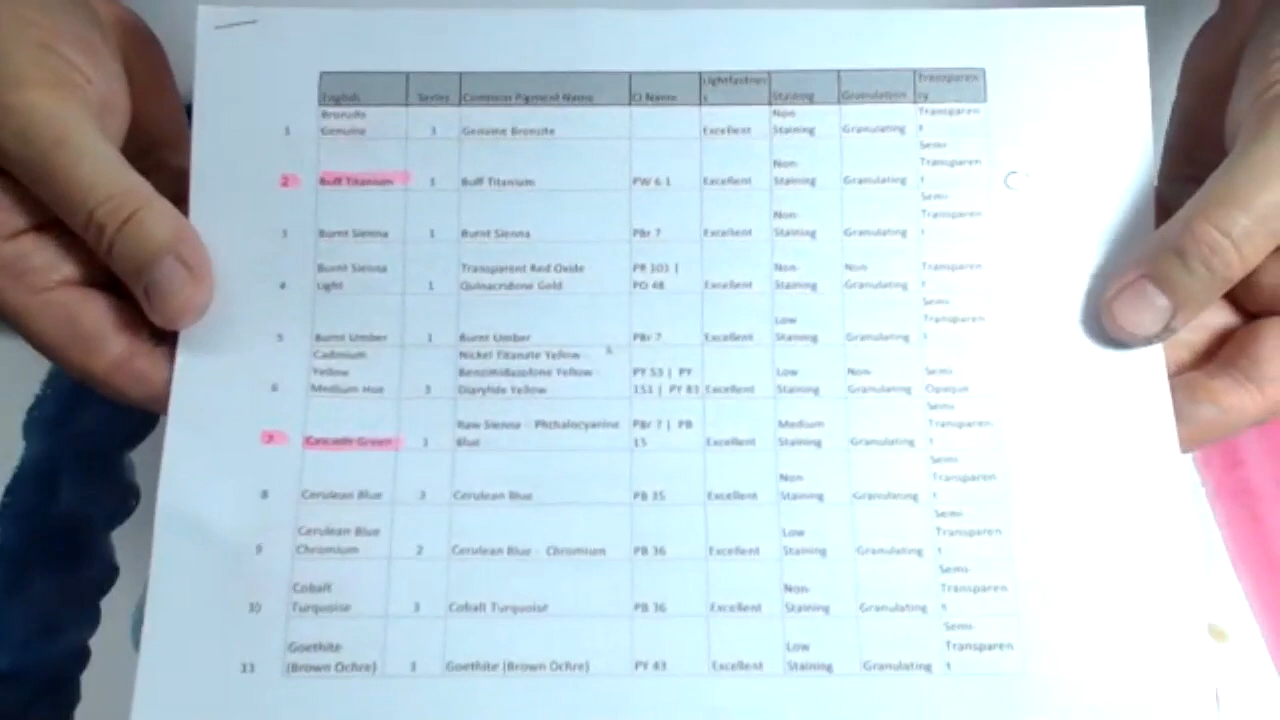 English Series Common Pigment Name CI Name Lightfastness Staining Granulation Transparency
1 Bronzite Genuine 3 Genuine Bronzite Excellent Non Staining Granulating Transparent
2 Buff Titanium 1 Buff Titanium PW 6:1 Excellent Non- Staining Granulating Semi- Transparent
3 Burnt Sienna 1 Burnt Sienna PBr 7 Excellent Non Staining Granulating Semi- Transparent
4 Burnt Sienna Light 1 Transparent Red Oxide Quinacridone Gold PR 101 | PO 48 Excellent Non- Staining Non Granulating Transparent
5 Burnt Umber 1 Burnt Umber PBr 7 Excellent Low Staining Granulating Semi- Transparent
6 Cadmium Yellow Medium Hue 3 Nickel Titanate Yellow Benzimidazolone Yellow - Diarylide Yellow PY 53 | PY 151 | PY 83 Excellent Low Staining Non- Granulating Semi- Opaque
7 Cascade Green 1 Raw Sienna - Phthalocyanine Blue PBr 7 | PB 15 Excellent Medium Staining Granulating Semi- Transparent
8 Cerulean Blue 3 Cerulean Blue PB 35 Excellent Non Staining Granulating Semi- Transparent
9 Cerulean Blue Chromium 2 Cerulean Blue - Chromium PB 36 Excellent Low Staining Granulating Semi- Transparent
10 Cobalt Turquoise 3 Cobalt Turquoise PB 36 Excellent Non- Staining Granulating Semi- Transparent
11 Goethite (Brown Ochre) 1 Goethite (Brown Ochre) PY 43 Excellent Low Staining Granulating Semi- Transparent